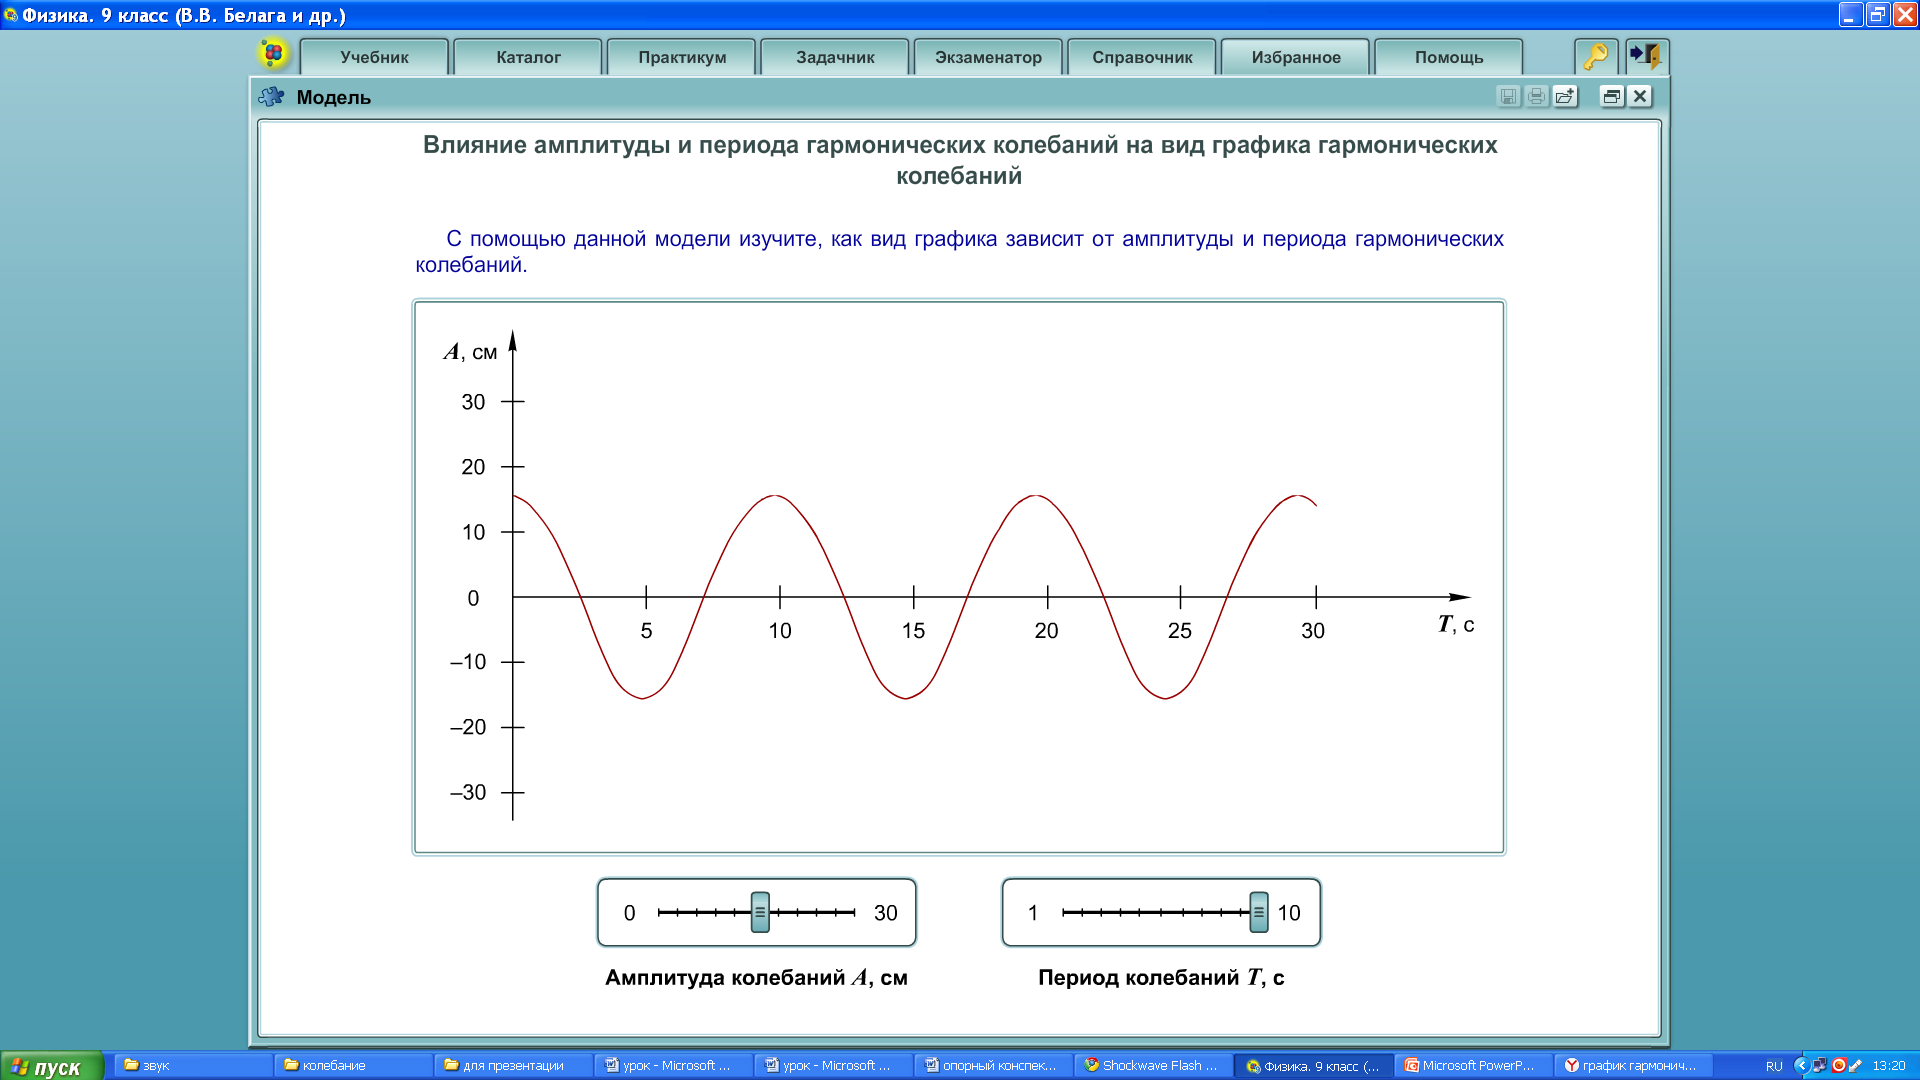 Физика. 9 класс (В.В. Белага и др.)
Учебник Каталог Практикум Задачник Экзаменатор Справочник Избранное Помощь
Модель
Влияние амплитуды и периода гармонических колебаний на вид графика гармонических
колебаний
С помощью данной модели изучите, как вид графика зависит от амплитуды и периода гармонических
колебаний.
A, см
30
20
10
0
–10
–20
–30
5 10 15 20 25 30
T, с
0 30
1 10
Амплитуда колебаний A, см
Период колебаний T, с
пуск звук колебание для презентации урок - Microsoft ... урок - Microsoft ... опорный конспек... Shockwave Flash ... Физика. 9 класс (... Microsoft PowerP... график гармонич... RU 13:20